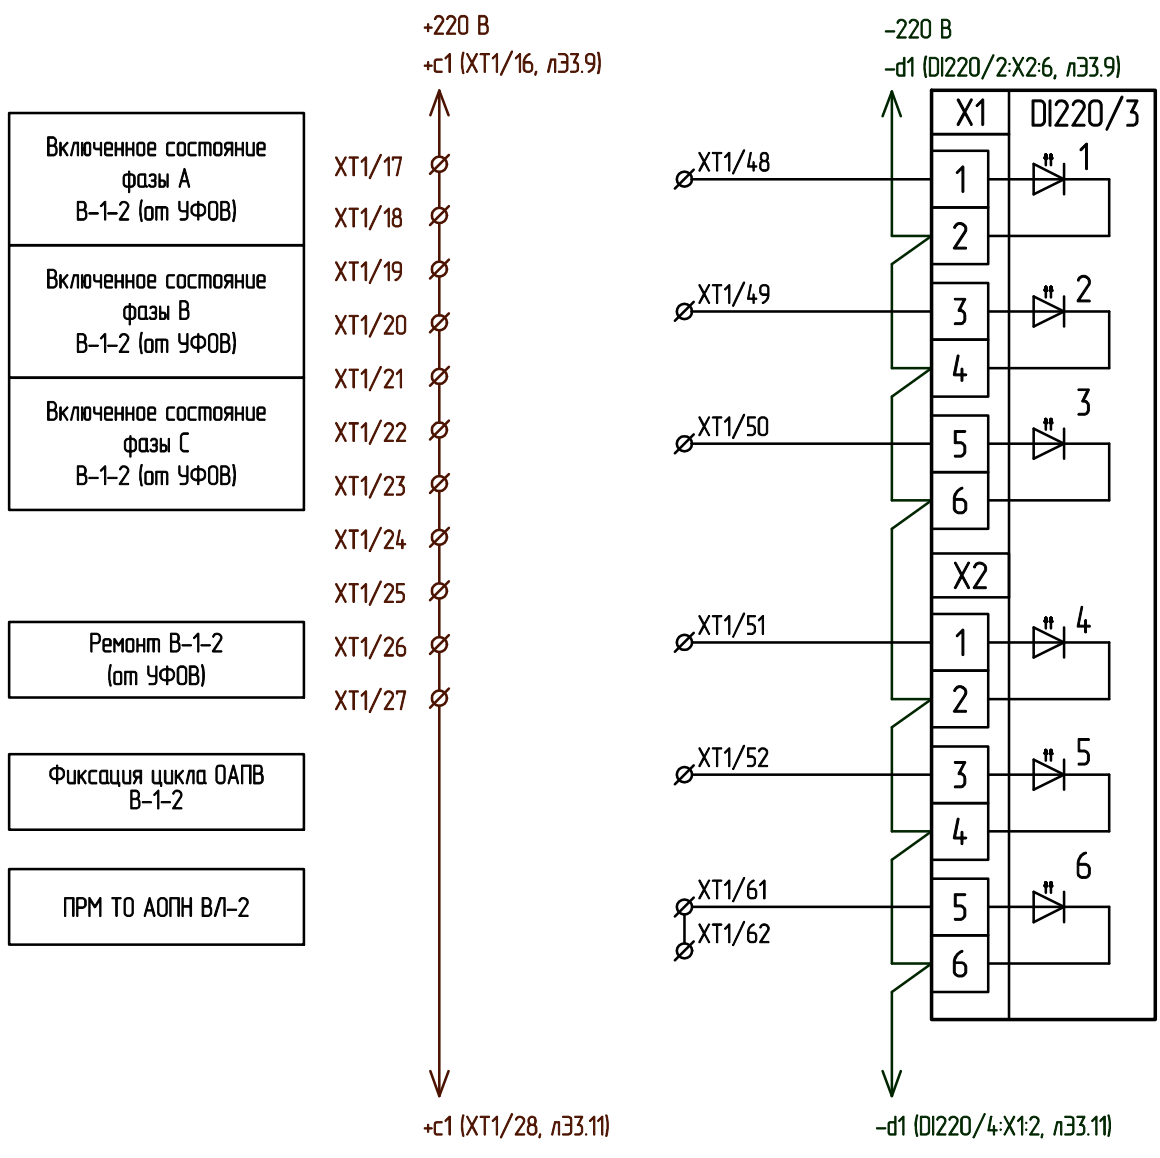 +220 В
+c1 (XT1/16, лЭ3.9)
-220 В
-d1 (DI220/2:X2:6, лЭ3.9)
Включенное состояние
фазы А
В-1-2 (от УФОВ)
Включенное состояние
фазы В
В-1-2 (от УФОВ)
Включенное состояние
фазы С
В-1-2 (от УФОВ)
Ремонт В-1-2
(от УФОВ)
Фиксация цикла ОАПВ
В-1-2
ПРМ ТО АОПН ВЛ-2
XT1/17
XT1/18
XT1/19
XT1/20
XT1/21
XT1/22
XT1/23
XT1/24
XT1/25
XT1/26
XT1/27
XT1/48
XT1/49
XT1/50
XT1/51
XT1/52
XT1/61
XT1/62
X1
DI220/3
1
1
2
3
2
4
5
3
6
X2
1
4
2
3
5
4
5
6
6
+c1 (XT1/28, лЭ3.11)
-d1 (DI220/4:X1:2, лЭ3.11)